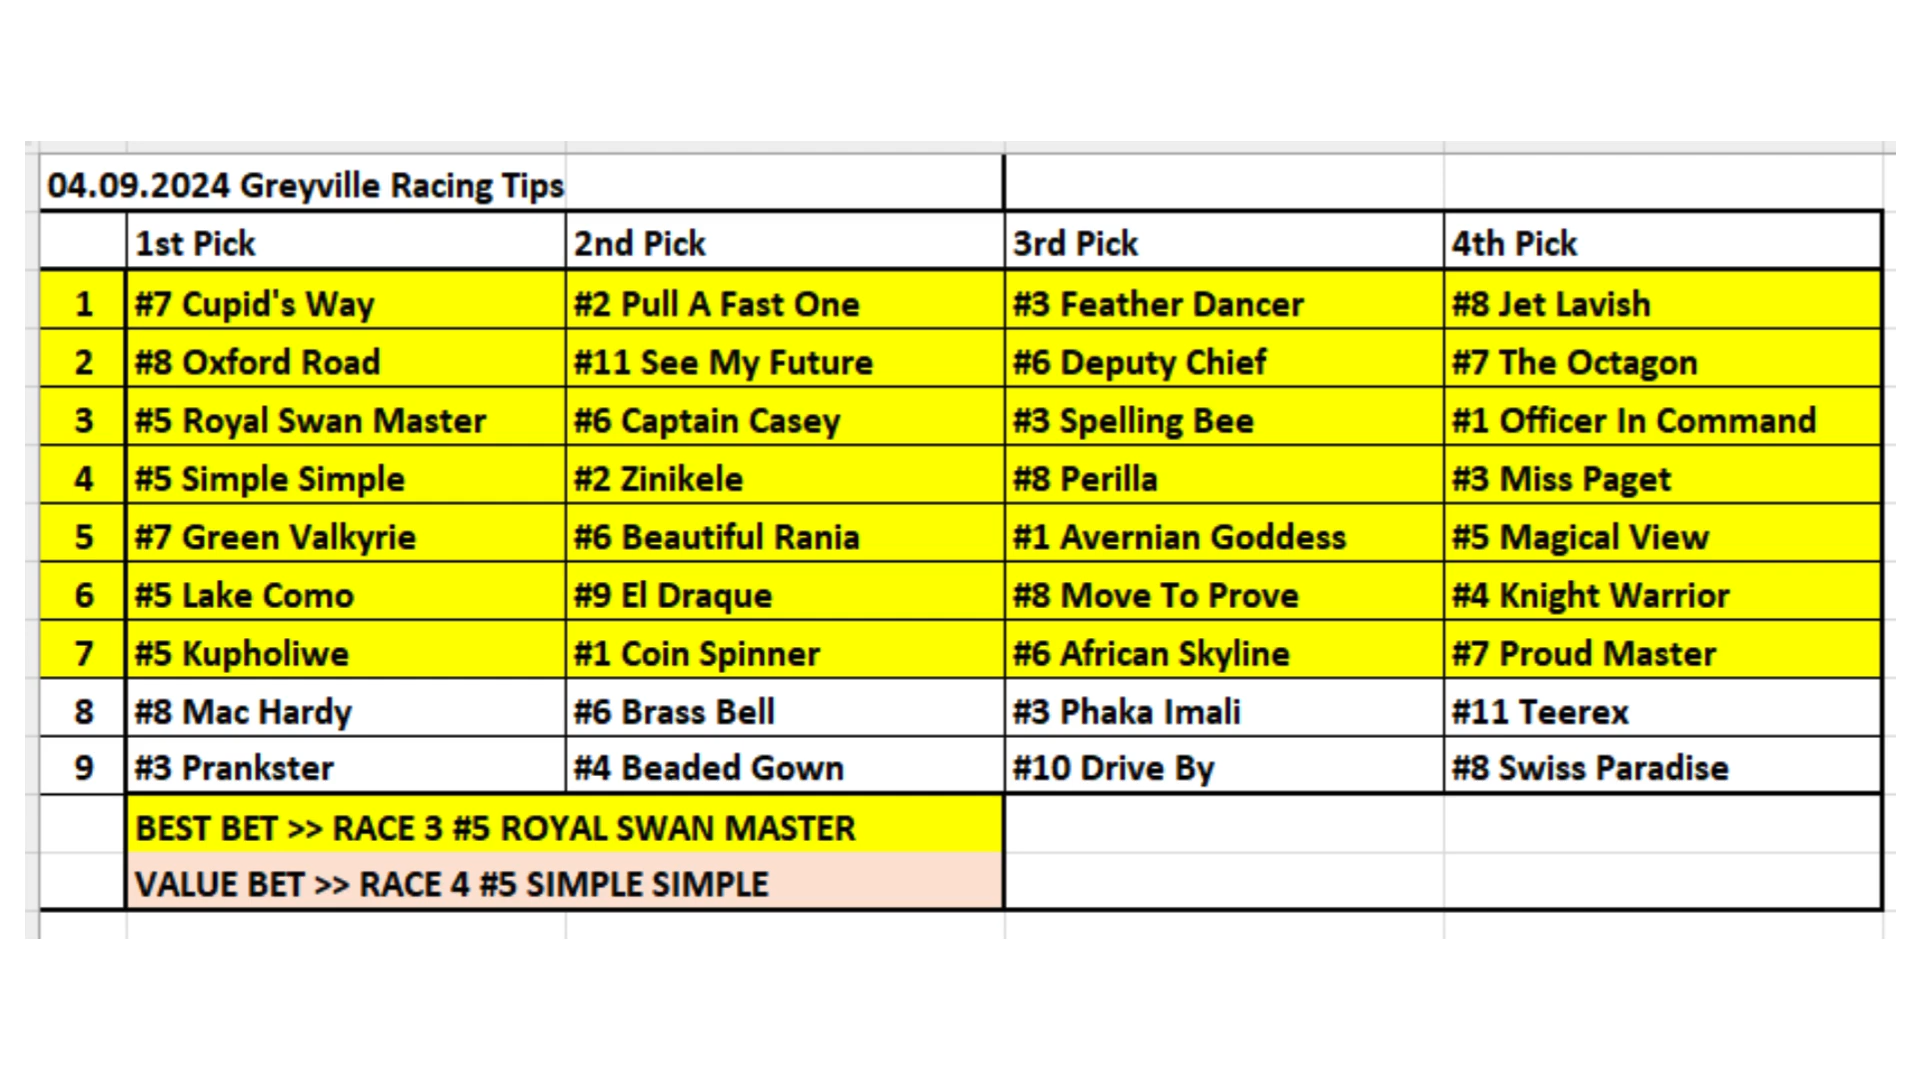 04.09.2024 Greyville Racing Tips
1st Pick 2nd Pick 3rd Pick 4th Pick
1 #7 Cupid's Way #2 Pull A Fast One #3 Feather Dancer #8 Jet Lavish
2 #8 Oxford Road #11 See My Future #6 Deputy Chief #7 The Octagon
3 #5 Royal Swan Master #6 Captain Casey #3 Spelling Bee #1 Officer In Command
4 #5 Simple Simple #2 Zinikele #8 Perilla #3 Miss Paget
5 #7 Green Valkyrie #6 Beautiful Rania #1 Avernian Goddess #5 Magical View
6 #5 Lake Como #9 El Draque #8 Move To Prove #4 Knight Warrior
7 #5 Kupholiwe #1 Coin Spinner #6 African Skyline #7 Proud Master
8 #8 Mac Hardy #6 Brass Bell #3 Phaka Imali #11 Teerex
9 #3 Prankster #4 Beaded Gown #10 Drive By #8 Swiss Paradise
BEST BET >> RACE 3 #5 ROYAL SWAN MASTER
VALUE BET >> RACE 4 #5 SIMPLE SIMPLE